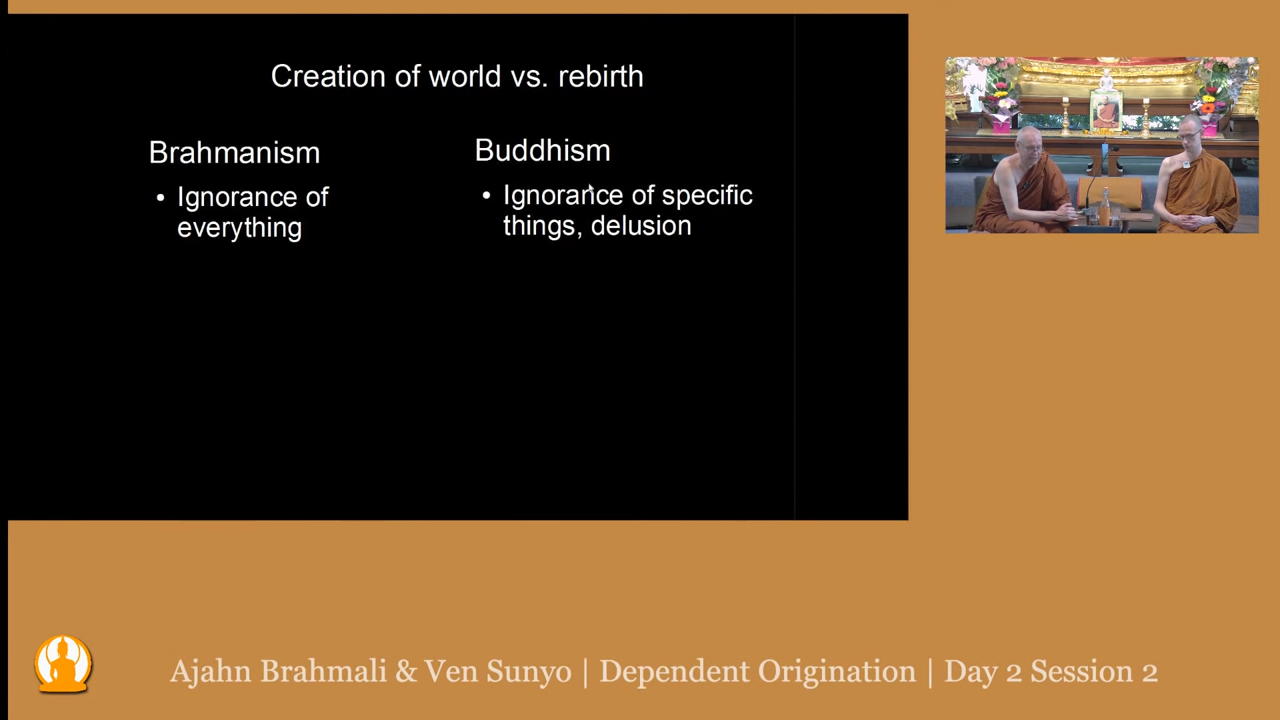 Creation of world vs. rebirth
Brahmanism
• Ignorance of
everything
Buddhism
• Ignorance of specific
things, delusion
Ajahn Brahmali & Ven Sunyo | Dependent Origination | Day 2 Session 2